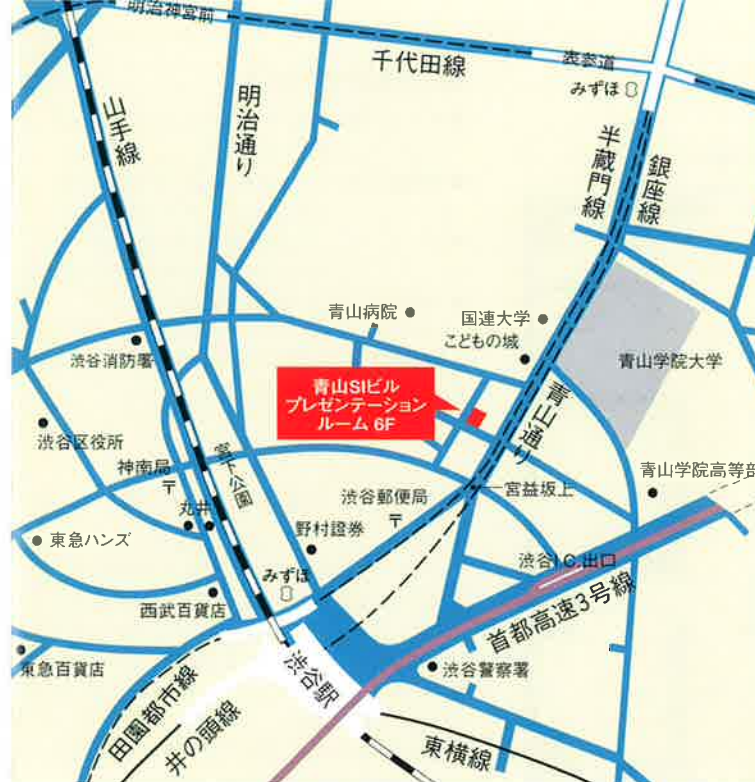 明治神宮前
千代田線
表参道
みずほ
山手線
明治通り
半蔵門線
銀座線
青山病院
国連大学
こどもの城
渋谷消防署
青山学院大学
青山SIビル
プレゼンテーション
ルーム 6F
青山通り
渋谷区役所
神南局
〒
宮下公園
渋谷郵便局
〒
宮益坂上
青山学院高等部
丸井
東急ハンズ
野村證券
渋谷I.C.出口
みずほ
西武百貨店
首都高速3号線
東急百貨店
渋谷駅
渋谷警察署
田園都市線
井の頭線
東横線